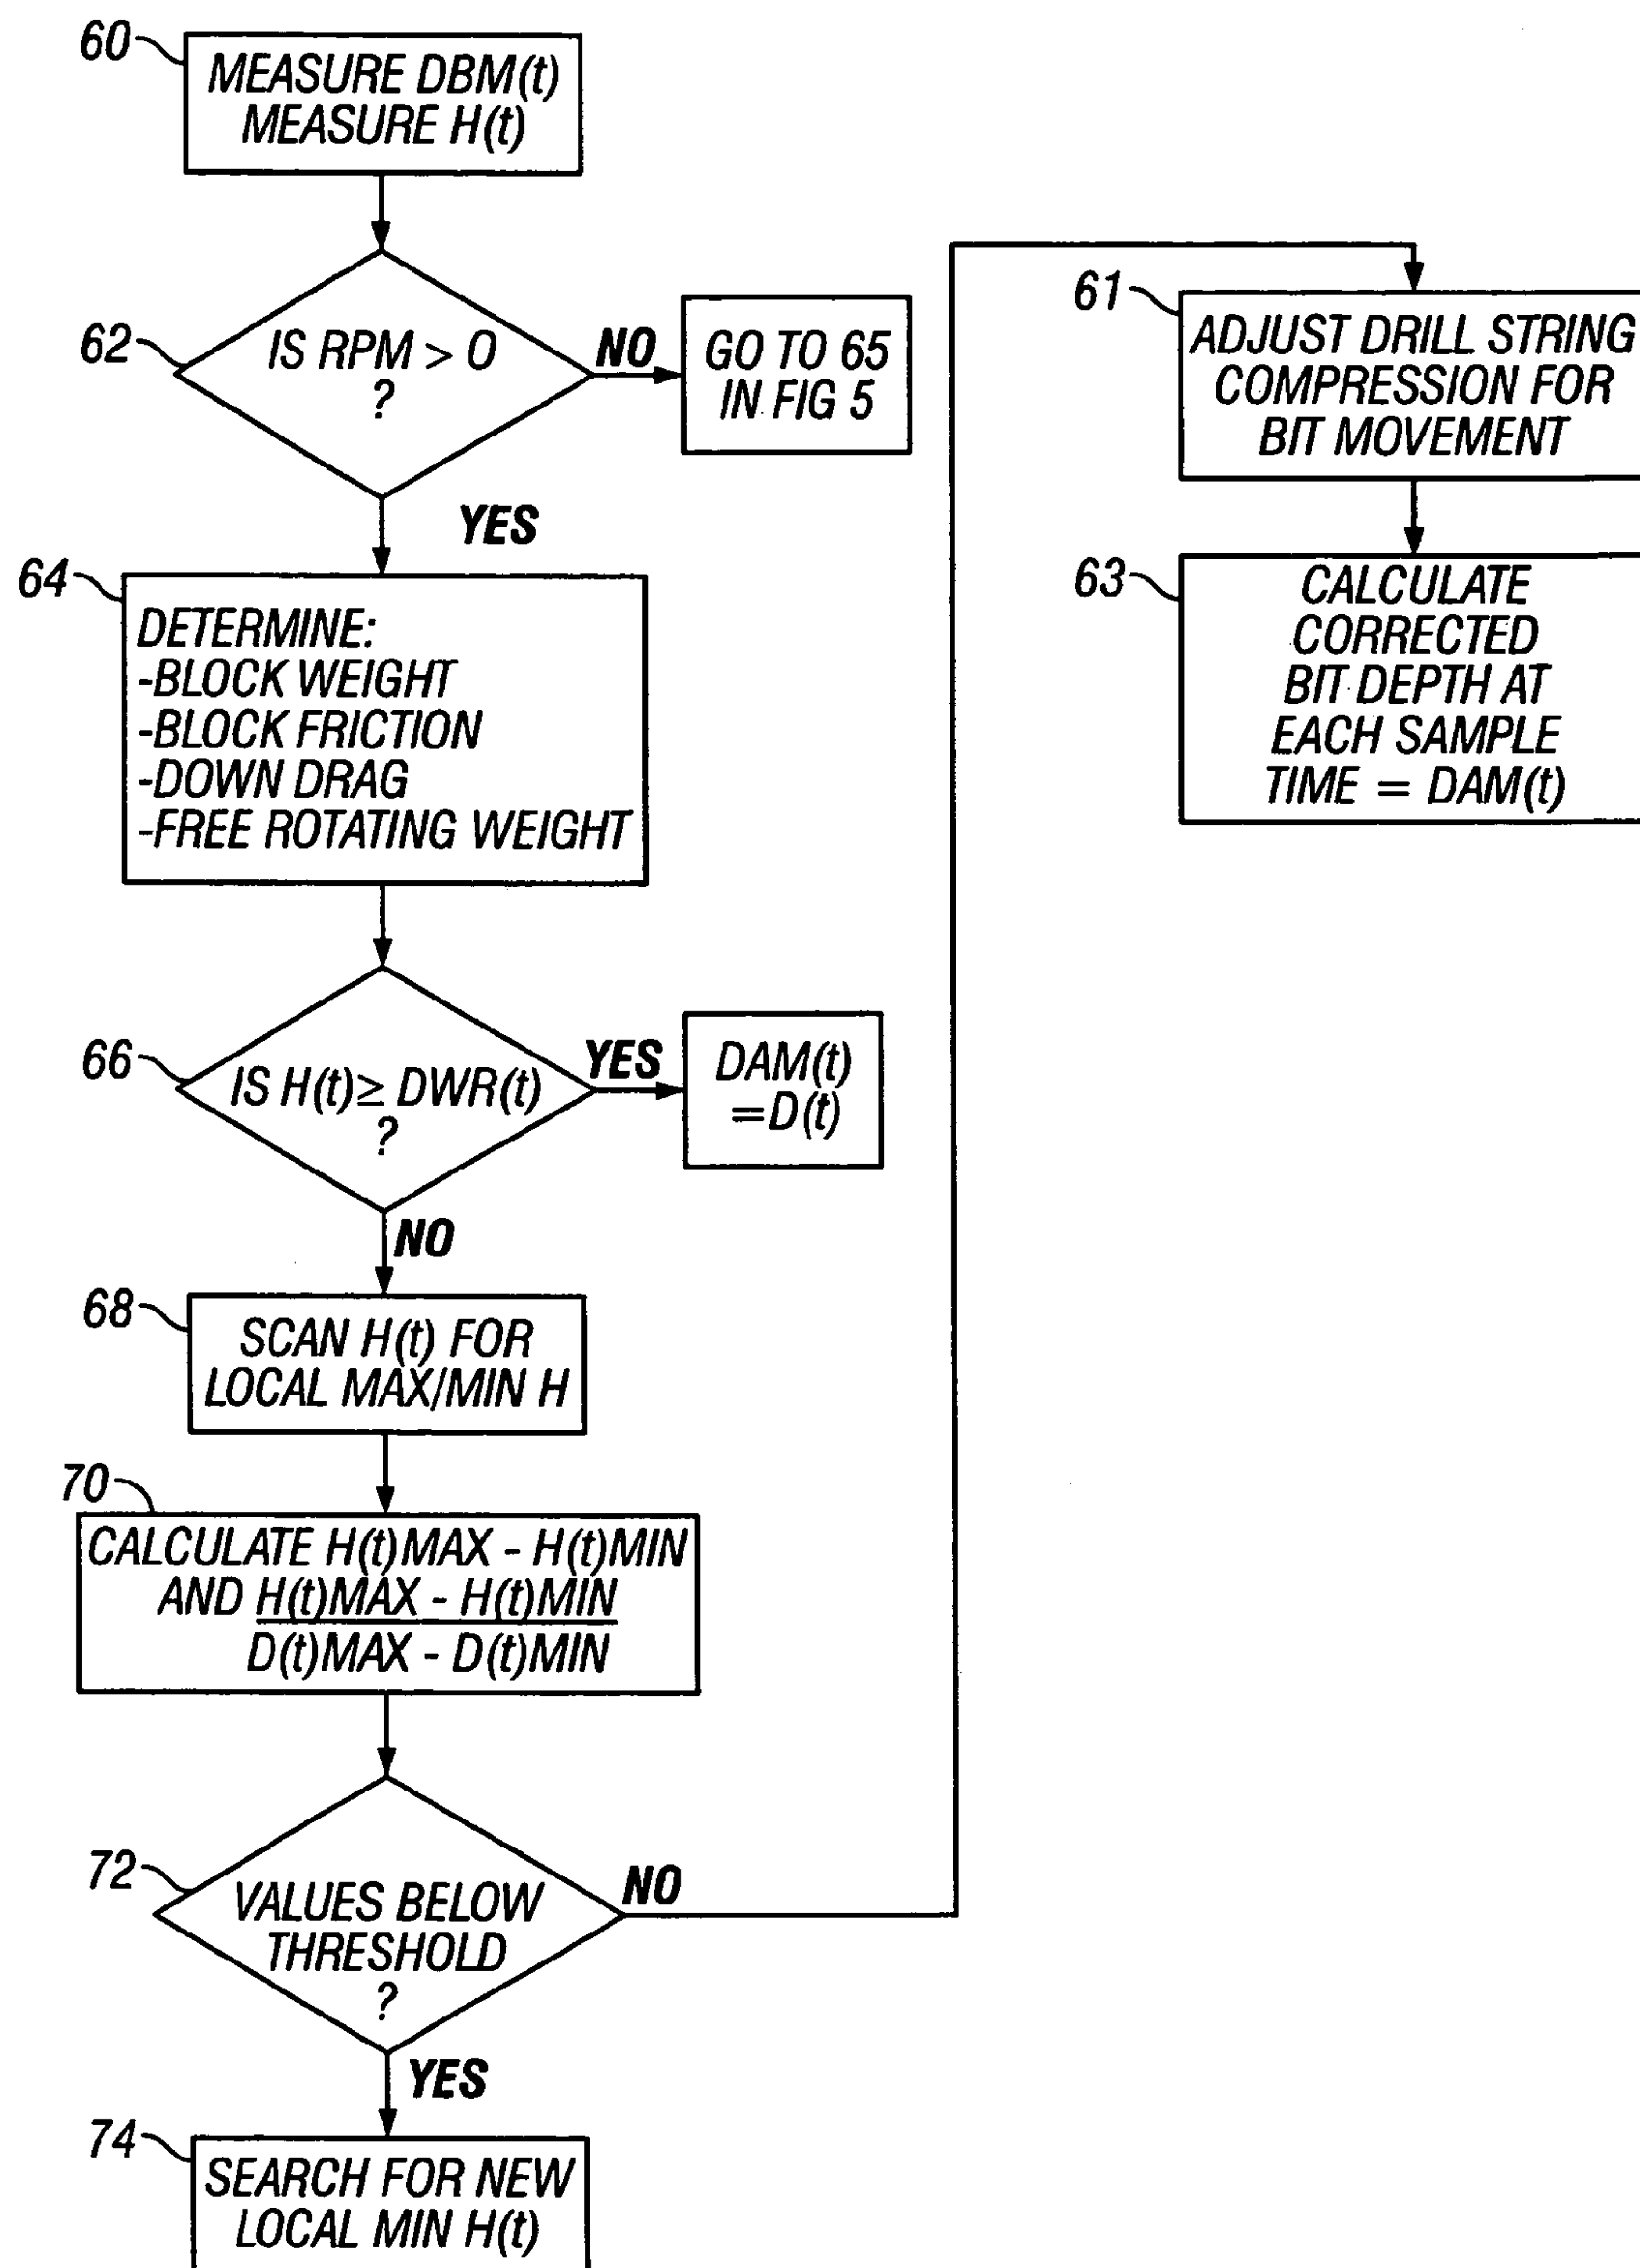 60
MEASURE DBM(t)
MEASURE H(t)
62
IS RPM > O
?
NO
GO TO 65
IN FIG 5
YES
64
DETERMINE:
-BLOCK WEIGHT
-BLOCK FRICTION
-DOWN DRAG
-FREE ROTATING WEIGHT
66
IS H(t)≥ DWR(t)
?
YES
DAM(t)
=D(t)
NO
68
SCAN H(t) FOR
LOCAL MAX/MIN H
70
CALCULATE H(t)MAX - H(t)MIN
AND H(t)MAX - H(t)MIN
D(t)MAX - D(t)MIN
72
VALUES BELOW
THRESHOLD
?
NO
YES
74
SEARCH FOR NEW
LOCAL MIN H(t)
61
ADJUST DRILL STRING
COMPRESSION FOR
BIT MOVEMENT
63
CALCULATE
CORRECTED
BIT DEPTH AT
EACH SAMPLE
TIME = DAM(t)